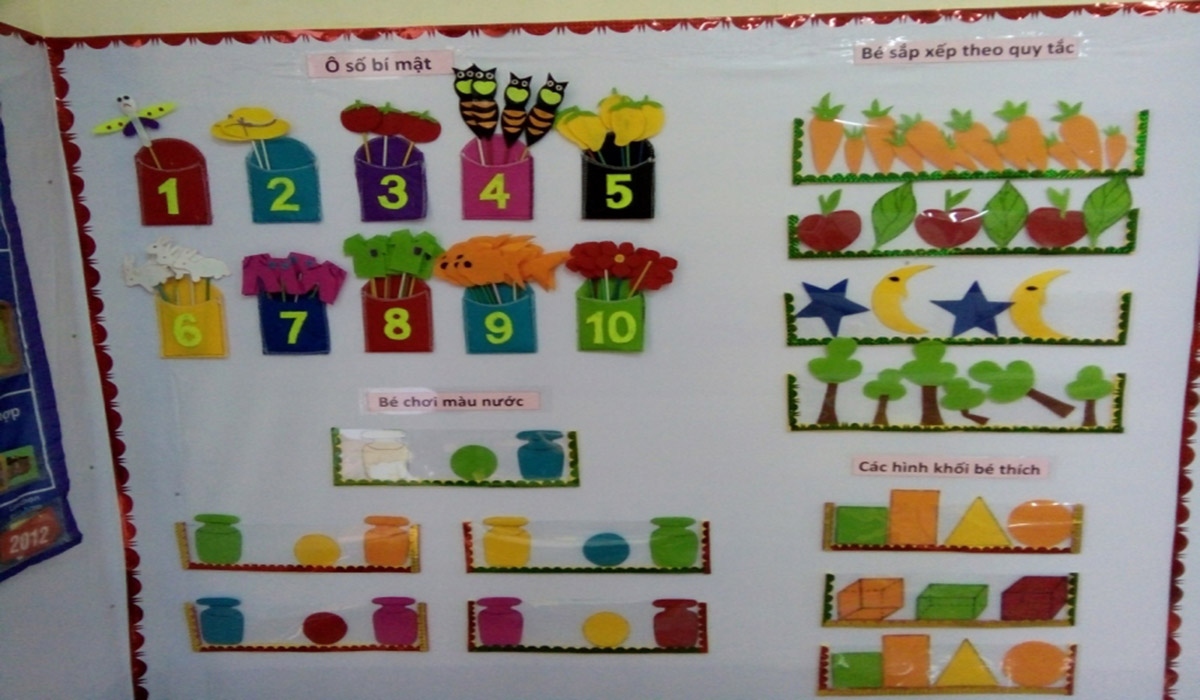 Ô số bí mật
Bé sắp xếp theo quy tắc
1
2
3
4
5
6
7
8
9
10
Bé chơi màu nước
Các hình khối bé thích
2012